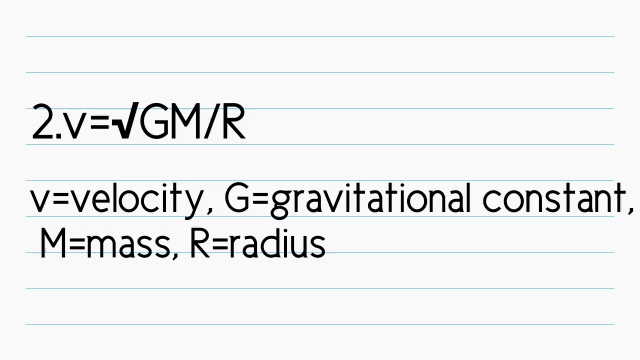 2.v=√GM/R
v=velocity, G=gravitational constant,
M=mass, R=radius